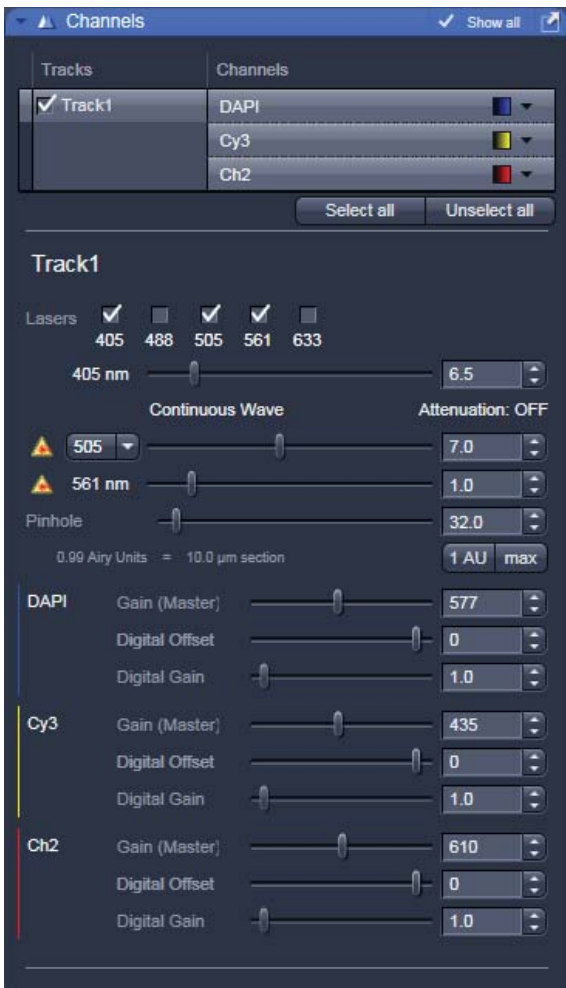 Channels Show all
Tracks Channels
Track1 DAPI
Cy3
Ch2
Select all Unselect all
Track1
Lasers
405 488 505 561 633
405 nm 6.5
Continuous Wave Attenuation: OFF
505 7.0
561 nm 1.0
Pinhole 32.0
0.99 Airy Units = 10.0 µm section 1 AU max
DAPI Gain (Master) 577
Digital Offset 0
Digital Gain 1.0
Cy3 Gain (Master) 435
Digital Offset 0
Digital Gain 1.0
Ch2 Gain (Master) 610
Digital Offset 0
Digital Gain 1.0